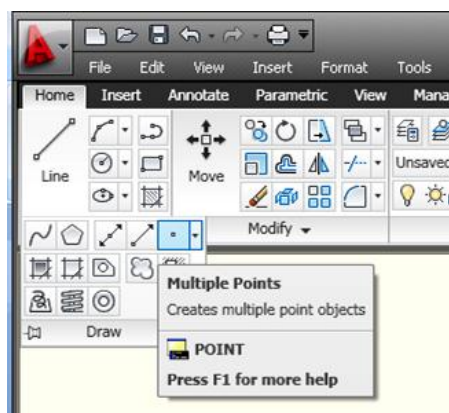 File Edit View Insert Format Tools
Home Insert Annotate Parametric View Mana
Line
Move
Unsaved
Modify
Multiple Points
Creates multiple point objects
POINT
Press F1 for more help
Draw